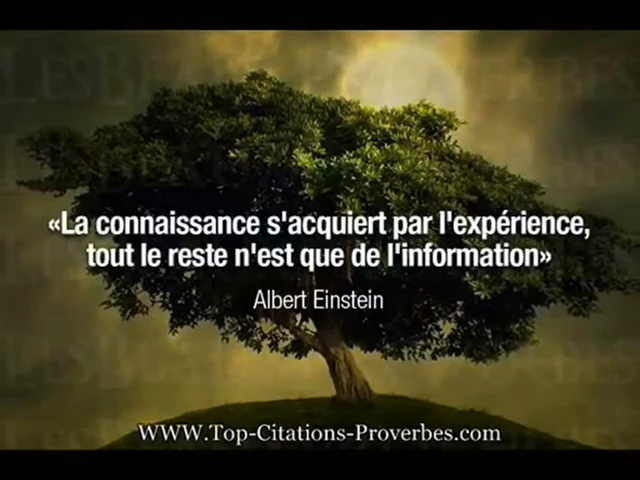 «La connaissance s'acquiert par l'expérience,
tout le reste n'est que de l'information»
Albert Einstein
WWW.Top-Citations-Proverbes.com